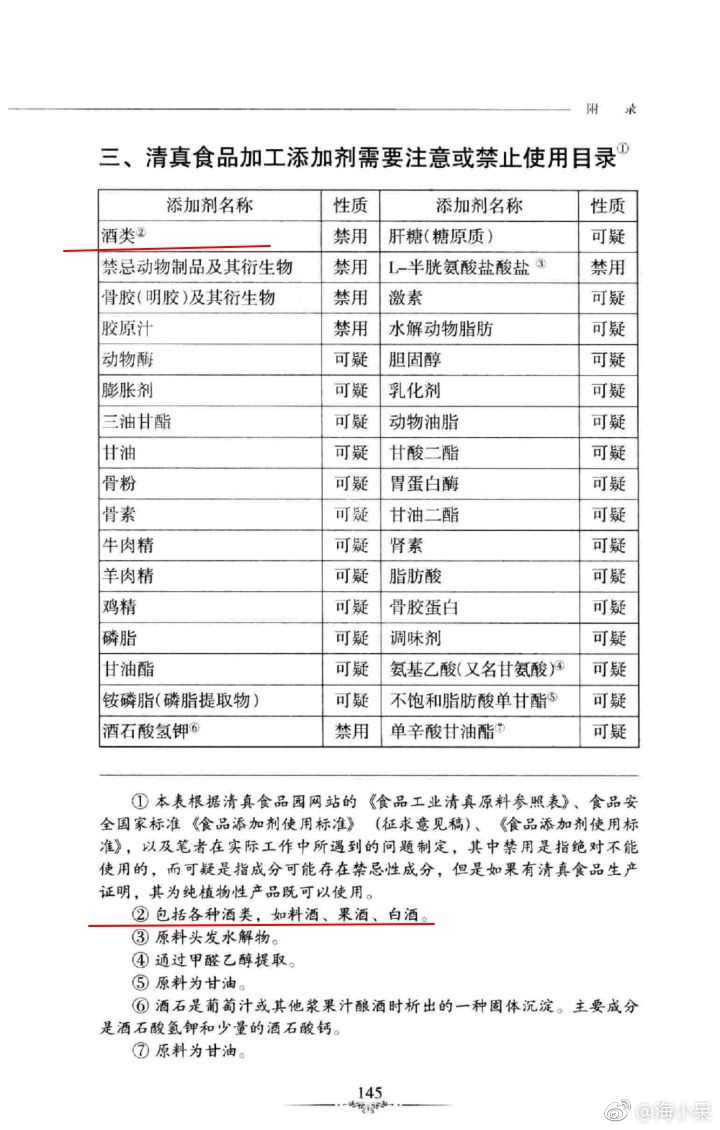 附 录
三、清真食品加工添加剂需要注意或禁止使用目录①
添加剂名称 性质 添加剂名称 性质
酒类② 禁用 肝糖(糖原质) 可疑
禁忌动物制品及其衍生物 禁用 L-半胱氨酸盐酸盐③ 禁用
骨胶(明胶)及其衍生物 禁用 激素 可疑
胶原汁 禁用 水解动物脂肪 可疑
动物酶 可疑 胆固醇 可疑
膨胀剂 可疑 乳化剂 可疑
三油甘酯 可疑 动物油脂 可疑
甘油 可疑 甘酸二酯 可疑
骨粉 可疑 胃蛋白酶 可疑
骨素 可疑 甘油二酯 可疑
牛肉精 可疑 肾素 可疑
羊肉精 可疑 脂肪酸 可疑
鸡精 可疑 骨胶蛋白 可疑
磷脂 可疑 调味剂 可疑
甘油酯 可疑 氨基乙酸(又名甘氨酸)④ 可疑
铵磷脂(磷脂提取物) 可疑 不饱和脂肪酸单甘酯⑤ 可疑
酒石酸氢钾⑥ 禁用 单辛酸甘油酯⑦ 可疑
① 本表根据清真食品园网站的《食品工业清真原料参照表》、食品安
全国家标准《食品添加剂使用标准》(征求意见稿)、《食品添加剂使用标
准》,以及笔者在实际工作中所遇到的问题制定,其中禁用是指绝对不能
使用的,而可疑是指成分可能存在禁忌性成分,但是如果有清真食品生产
证明,其为纯植物性产品既可以使用。
② 包括各种酒类,如料酒、果酒、白酒。
③ 原料头发水解物。
④ 通过甲醛乙醇提取。
⑤ 原料为甘油。
⑥ 酒石是葡萄汁或其他浆果汁酿酒时析出的一种固体沉淀。主要成分
是酒石酸氢钾和少量的酒石酸钙。
⑦ 原料为甘油。
145
@海小杲